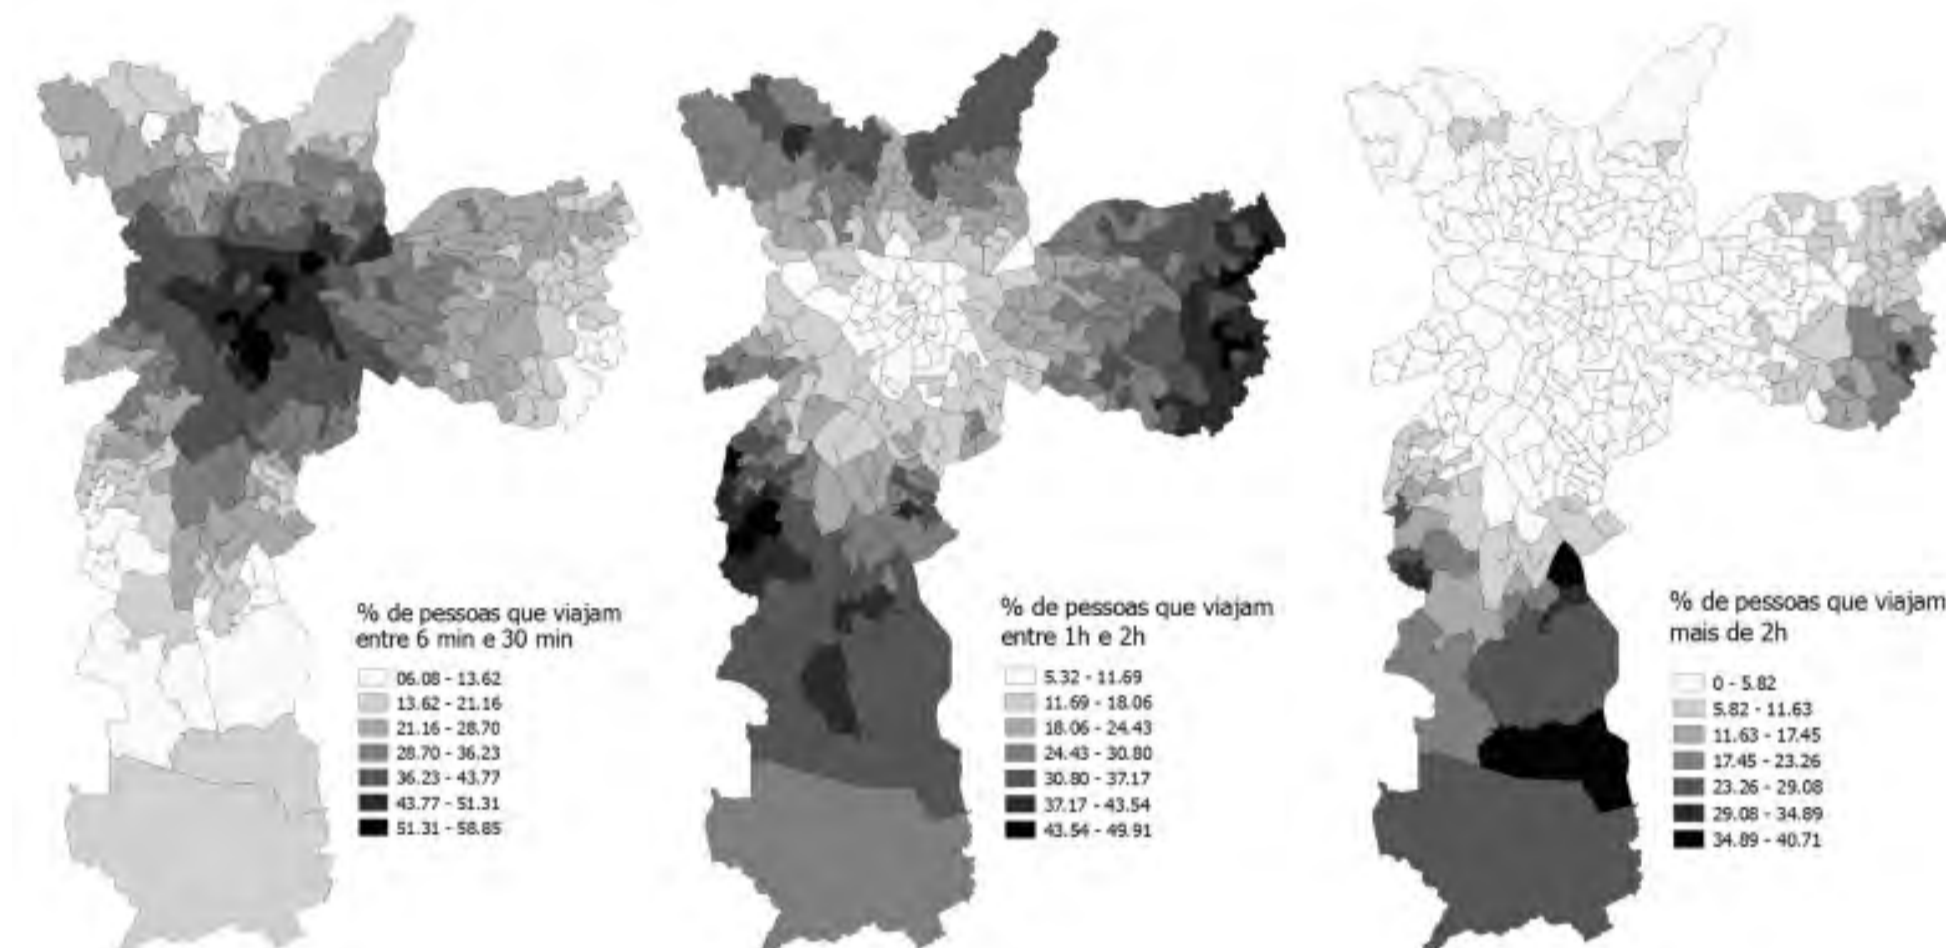 % de pessoas que viajam
entre 6 min e 30 min
06.08 - 13.62
13.62 - 21.16
21.16 - 28.70
28.70 - 36.23
36.23 - 43.77
43.77 - 51.31
51.31 - 58.85
% de pessoas que viajam
entre 1h e 2h
5.32 - 11.69
11.69 - 18.06
18.06 - 24.43
24.43 - 30.80
30.80 - 37.17
37.17 - 43.54
43.54 - 49.91
% de pessoas que viajam
mais de 2h
0 - 5.82
5.82 - 11.63
11.63 - 17.45
17.45 - 23.26
23.26 - 29.08
29.08 - 34.89
34.89 - 40.71